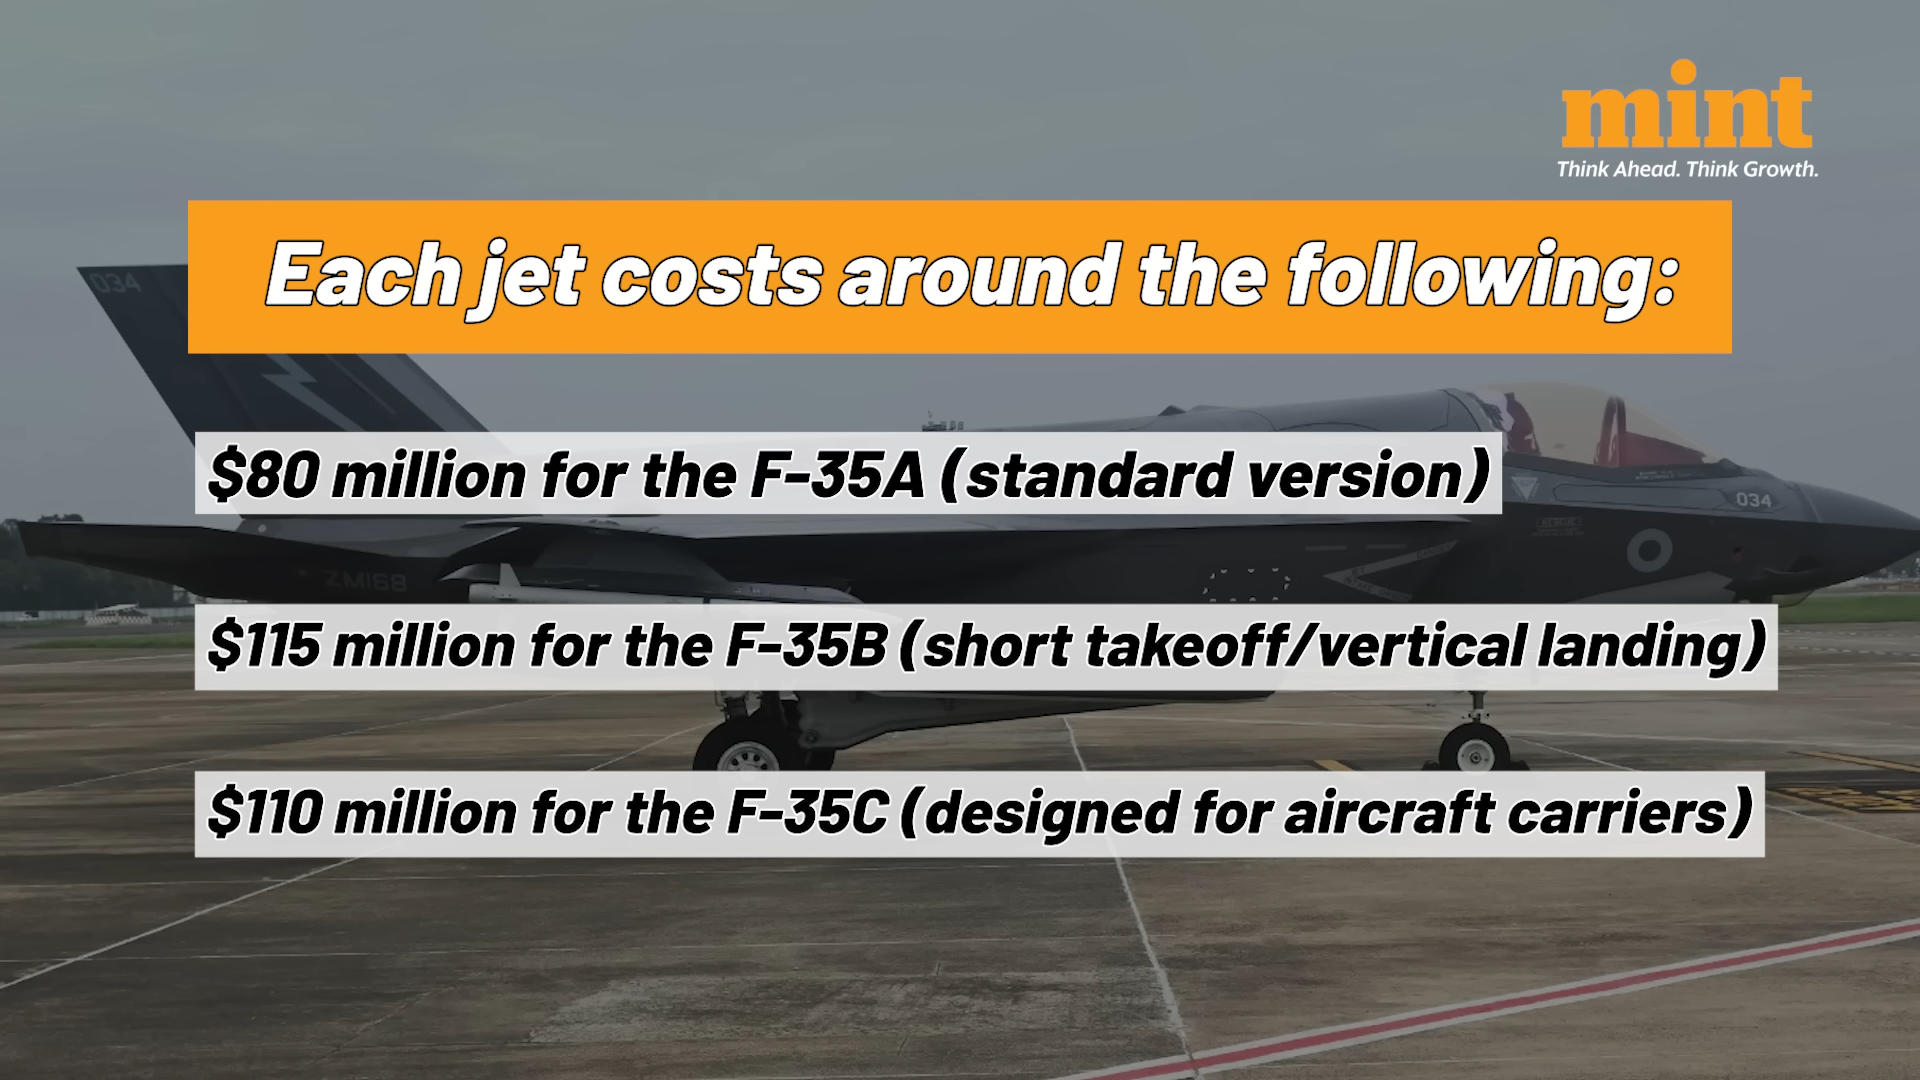 mint
Think Ahead. Think Growth.
Each jet costs around the following:
034
$80 million for the F-35A (standard version)
034
ZM168
$115 million for the F-35B (short takeoff/vertical landing)
$110 million for the F-35C (designed for aircraft carriers)